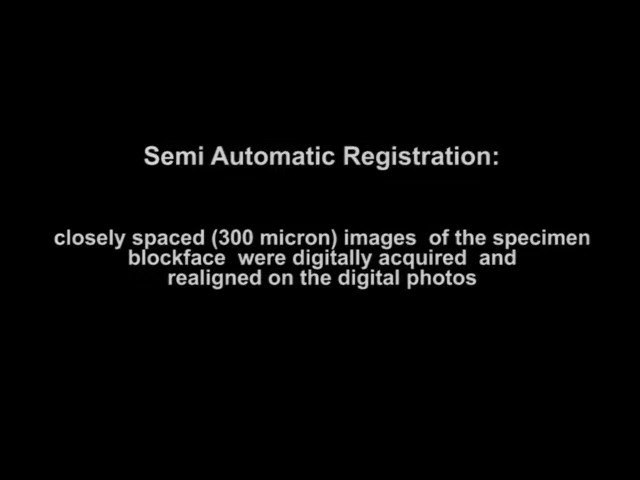 Semi Automatic Registration:
closely spaced (300 micron) images  of the specimen
blockface  were digitally acquired  and
realigned on the digital photos